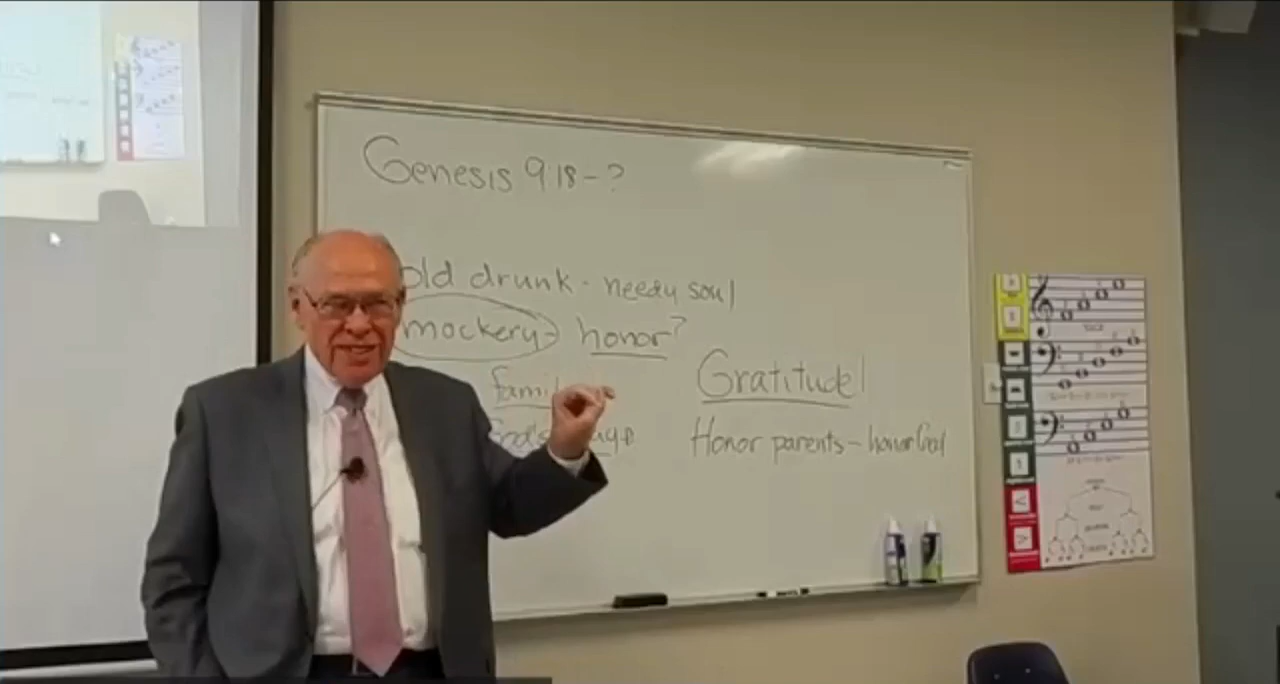 Genesis 9:18-?
old drunk - needy soul
mockery - honor?
Gratitude!
Honor parents - honor God